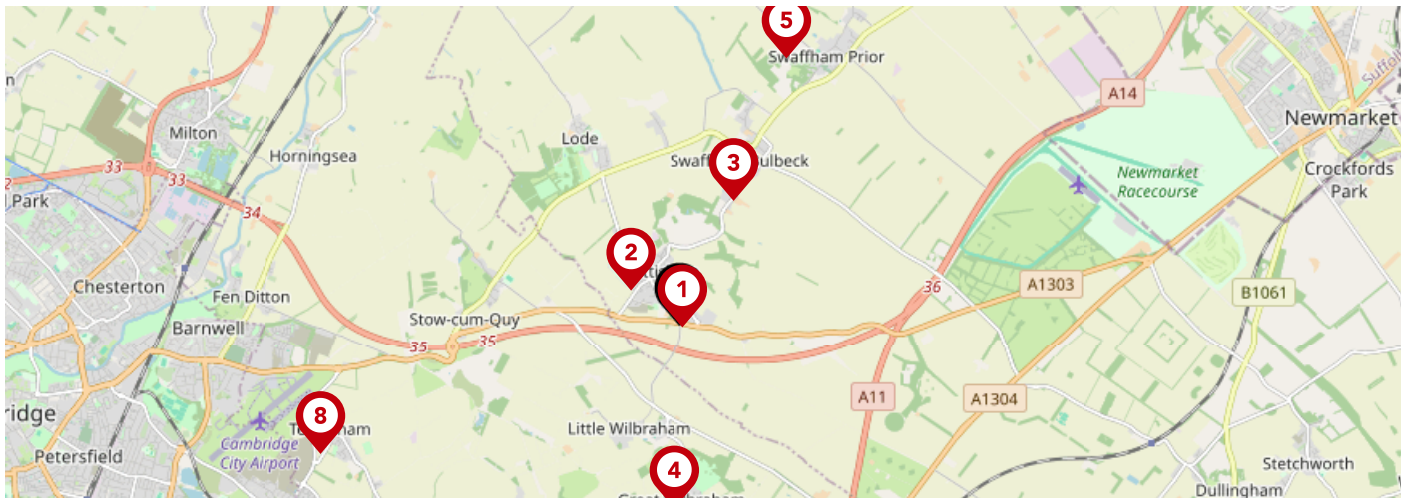 5
Swaffham Prior
A14
Newmarket
Milton
Lode
Horningsea
33
33
3
Newmarket
Racecourse
Crockfords
Park
Park
34
2
1
36
A1303
B1061
Chesterton
Fen Ditton
Barnwell
Stow-cum-Quy
35
35
A11
A1304
8
ridge
Cambridge
City Airport
Petersfield
Little Wilbraham
4
Stetchworth
Dullingham